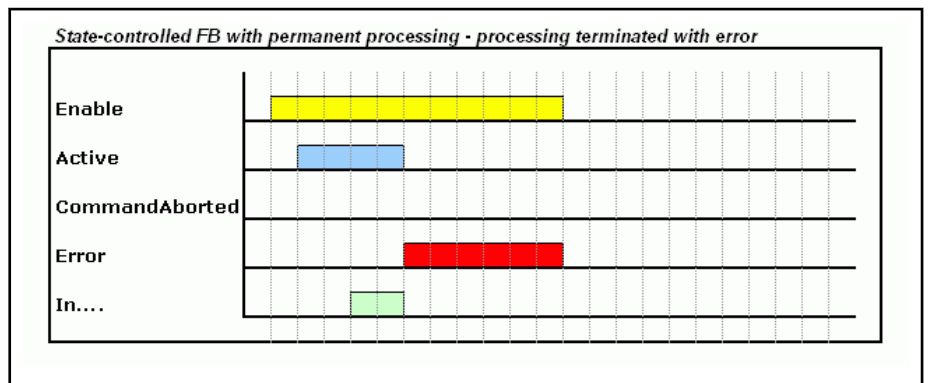 State-controlled FB with permanent processing - processing terminated with error
Enable
Active
CommandAborted
Error
In....